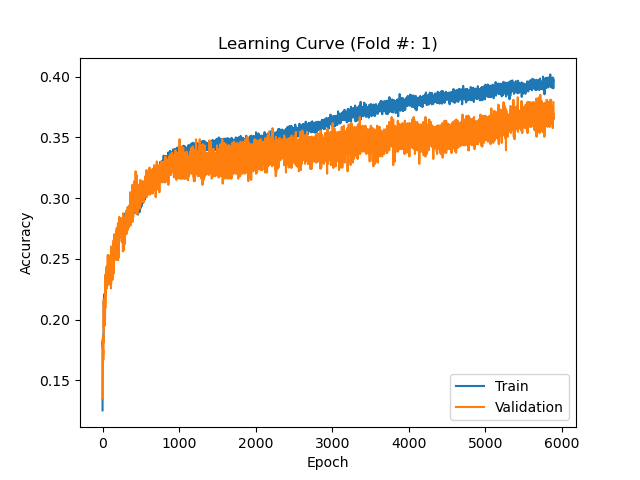 Learning Curve (Fold #: 1)
0.40
0.35
0.30
0.25
0.20
0.15
Accuracy
0 1000 2000 3000 4000 5000 6000
Epoch
Train
Validation